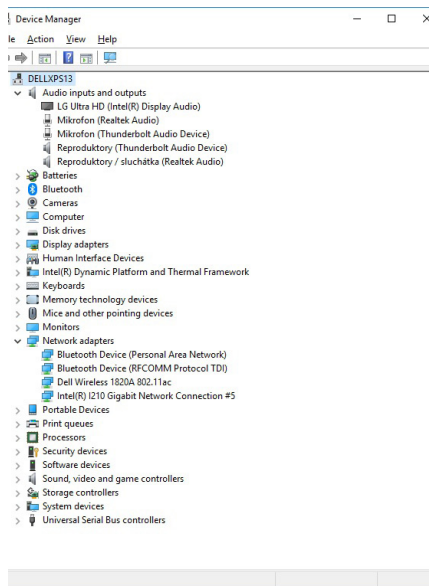 Device Manager
le Action View Help
DELLXPS13
Audio inputs and outputs
LG Ultra HD (Intel(R) Display Audio)
Mikrofon (Realtek Audio)
Mikrofon (Thunderbolt Audio Device)
Reproduktory (Thunderbolt Audio Device)
Reproduktory / sluchátka (Realtek Audio)
Batteries
Bluetooth
Cameras
Computer
Disk drives
Display adapters
Human Interface Devices
Intel(R) Dynamic Platform and Thermal Framework
Keyboards
Memory technology devices
Mice and other pointing devices
Monitors
Network adapters
Bluetooth Device (Personal Area Network)
Bluetooth Device (RFCOMM Protocol TDI)
Dell Wireless 1820A 802.11ac
Intel(R) I210 Gigabit Network Connection #5
Portable Devices
Print queues
Processors
Security devices
Software devices
Sound, video and game controllers
Storage controllers
System devices
Universal Serial Bus controllers